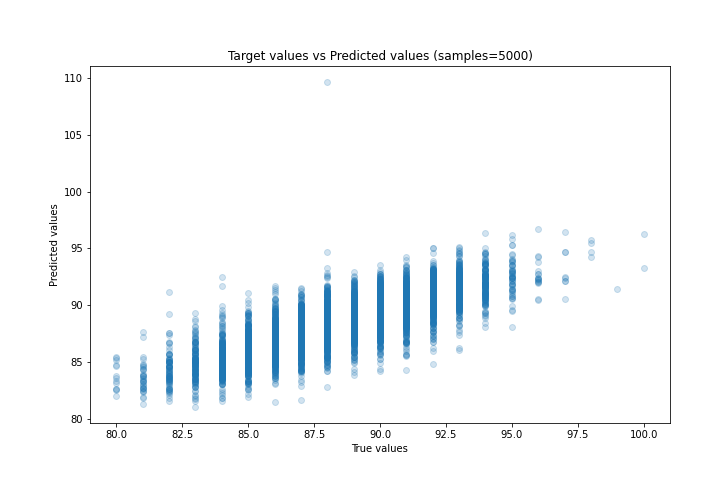 Target values vs Predicted values (samples=5000)
110
105
100
95
90
85
80
Predicted values
80.0 82.5 85.0 87.5 90.0 92.5 95.0 97.5 100.0
True values